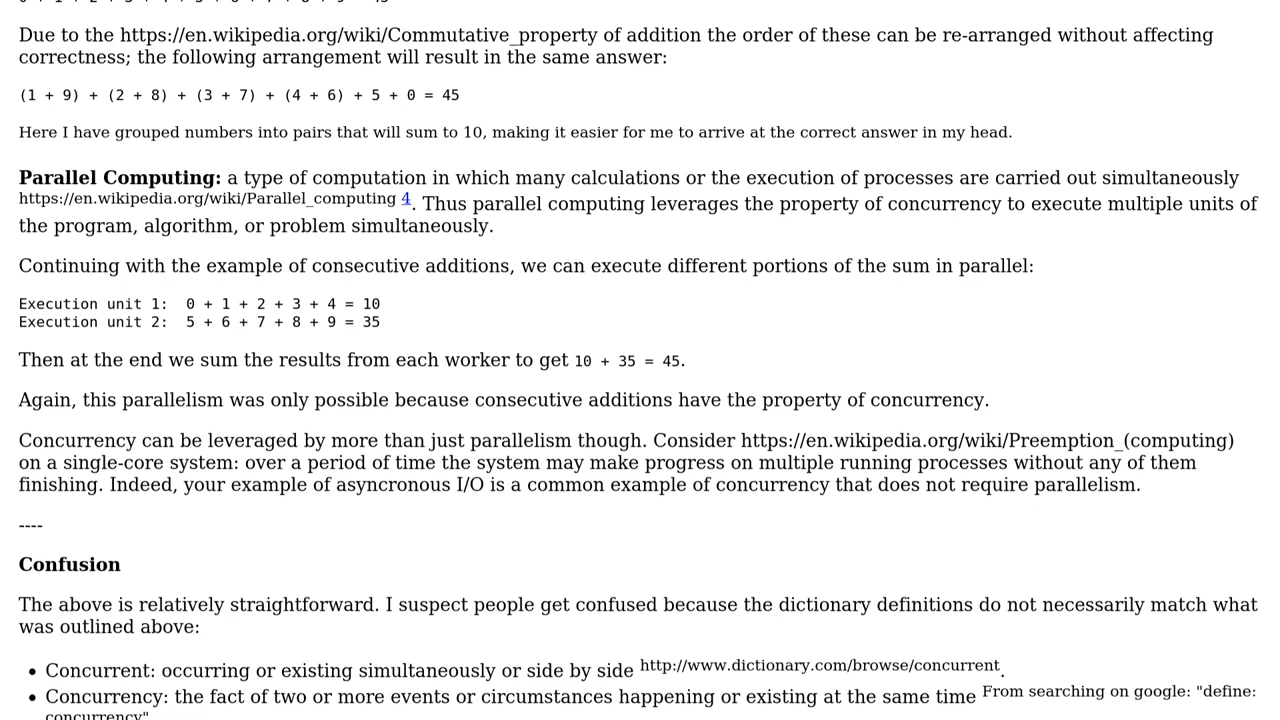 0 + 1 + 2 + 3 + 4 + 5 + 6 + 7 + 8 + 9 = 45
Due to the https://en.wikipedia.org/wiki/Commutative_property of addition the order of these can be re-arranged without affecting
correctness; the following arrangement will result in the same answer:
(1 + 9) + (2 + 8) + (3 + 7) + (4 + 6) + 5 + 0 = 45
Here I have grouped numbers into pairs that will sum to 10, making it easier for me to arrive at the correct answer in my head.
Parallel Computing: a type of computation in which many calculations or the execution of processes are carried out simultaneously
https://en.wikipedia.org/wiki/Parallel_computing 4. Thus parallel computing leverages the property of concurrency to execute multiple units of
the program, algorithm, or problem simultaneously.
Continuing with the example of consecutive additions, we can execute different portions of the sum in parallel:
Execution unit 1:  0 + 1 + 2 + 3 + 4 = 10
Execution unit 2:  5 + 6 + 7 + 8 + 9 = 35
Then at the end we sum the results from each worker to get 10 + 35 = 45.
Again, this parallelism was only possible because consecutive additions have the property of concurrency.
Concurrency can be leveraged by more than just parallelism though. Consider https://en.wikipedia.org/wiki/Preemption_(computing)
on a single-core system: over a period of time the system may make progress on multiple running processes without any of them
finishing. Indeed, your example of asyncronous I/O is a common example of concurrency that does not require parallelism.
----
Confusion
The above is relatively straightforward. I suspect people get confused because the dictionary definitions do not necessarily match what
was outlined above:
• Concurrent: occurring or existing simultaneously or side by side http://www.dictionary.com/browse/concurrent.
• Concurrency: the fact of two or more events or circumstances happening or existing at the same time From searching on google: "define:
concurrency"